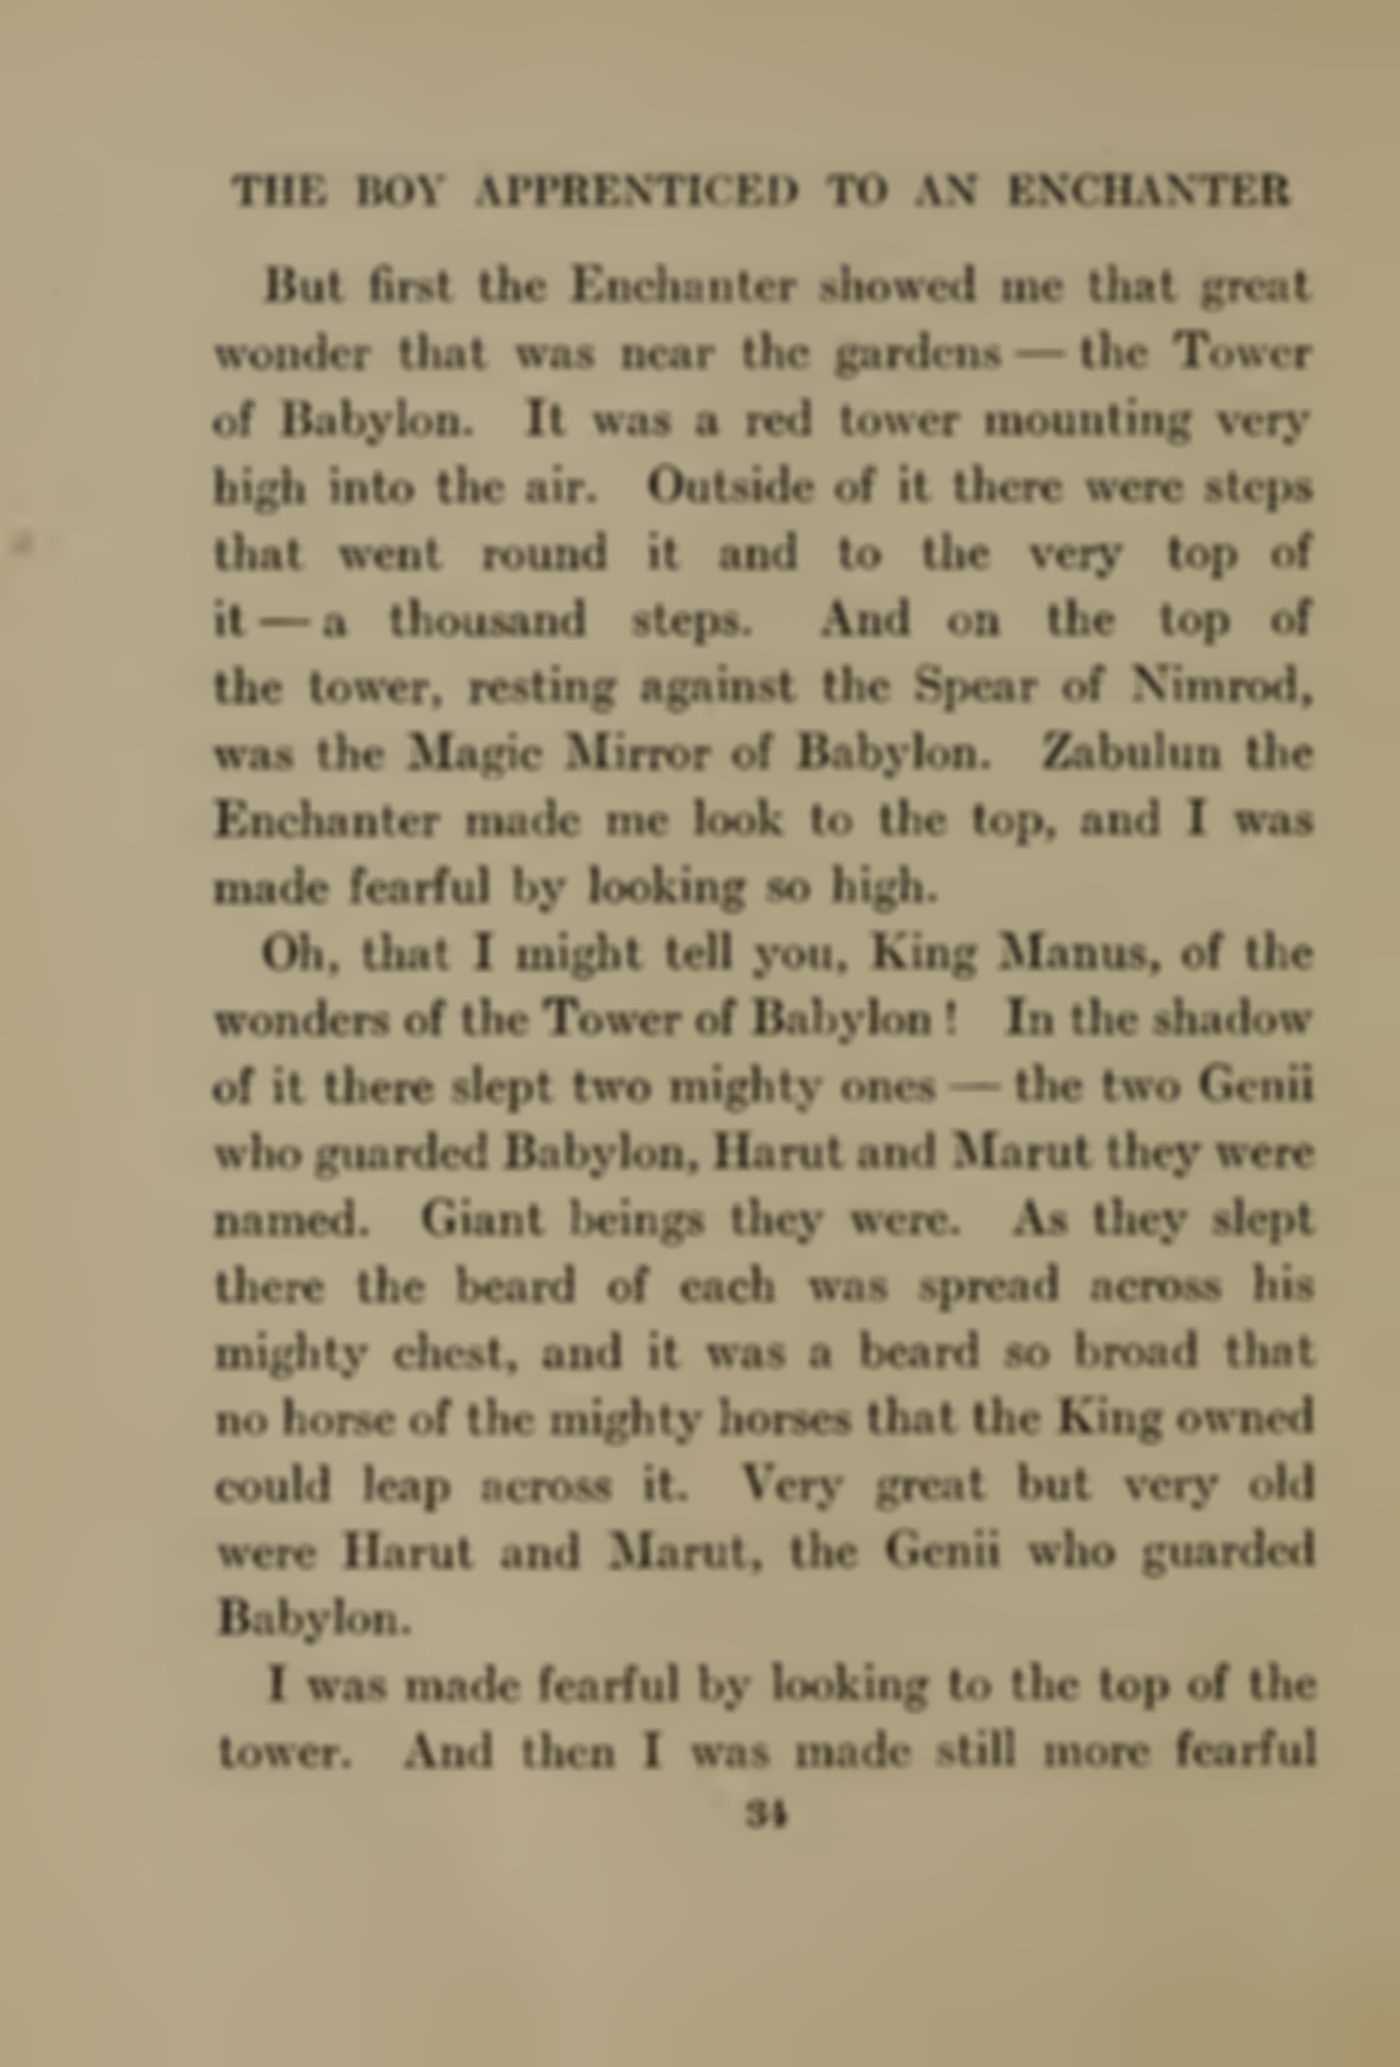 THE BOY APPRENTICED TO AN ENCHANTER
But first the Enchanter showed me that great
wonder that was near the gardens — the Tower
of Babylon. It was a red tower mounting very
high into the air. Outside of it there were steps
that went round it and to the very top of
it — a thousand steps. And on the top of
the tower, resting against the Spear of Nimrod,
was the Magic Mirror of Babylon. Zabulun the
Enchanter made me look to the top, and I was
made fearful by looking so high.
Oh, that I might tell you, King Manus, of the
wonders of the Tower of Babylon! In the shadow
of it there slept two mighty ones — the two Genii
who guarded Babylon, Harut and Marut they were
named. Giant beings they were. As they slept
there the beard of each was spread across his
mighty chest, and it was a beard so broad that
no horse of the mighty horses that the King owned
could leap across it. Very great but very old
were Harut and Marut, the Genii who guarded
Babylon.
I was made fearful by looking to the top of the
tower. And then I was made still more fearful
34